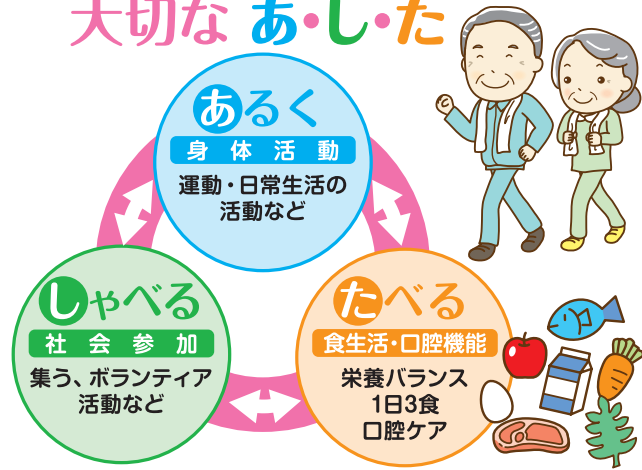 大切な あ・し・た
あるく
身体活動
運動・日常生活の
活動など
しゃべる
社会参加
集う、ボランティア
活動など
たべる
食生活・口腔機能
栄養バランス
1日3食
口腔ケア